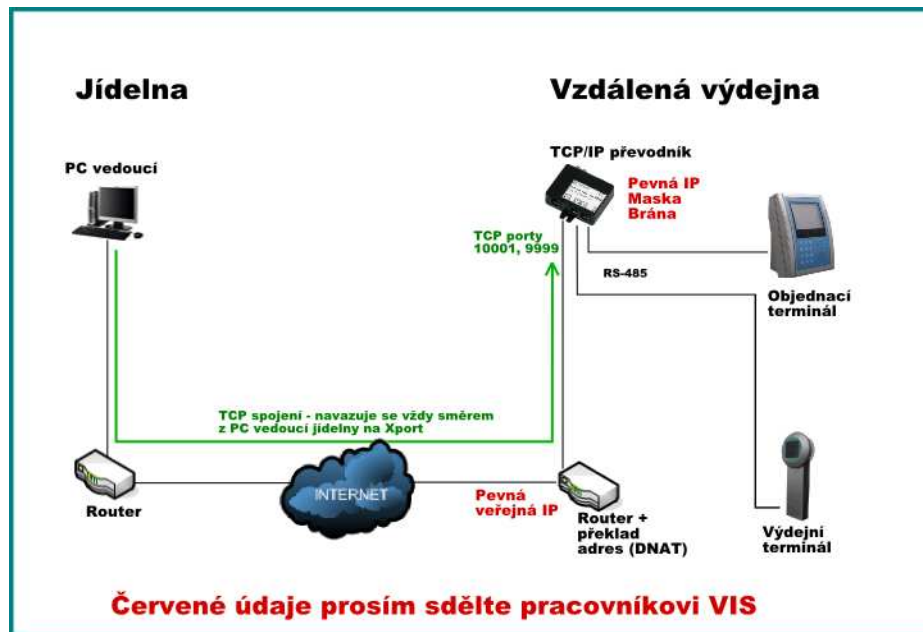 Jídelna
Vzdálená výdejna
PC vedoucí
TCP/IP převodník
Pevná IP
Maska
Brána
TCP porty
10001, 9999
RS-485
Objednací
terminál
TCP spojení - navazuje se vždy směrem
z PC vedoucí jídelny na Xport
Router
INTERNET
Pevná
veřejná IP
Router +
překlad
adres (DNAT)
Výdejní
terminál
Červené údaje prosím sdělte pracovníkovi VIS